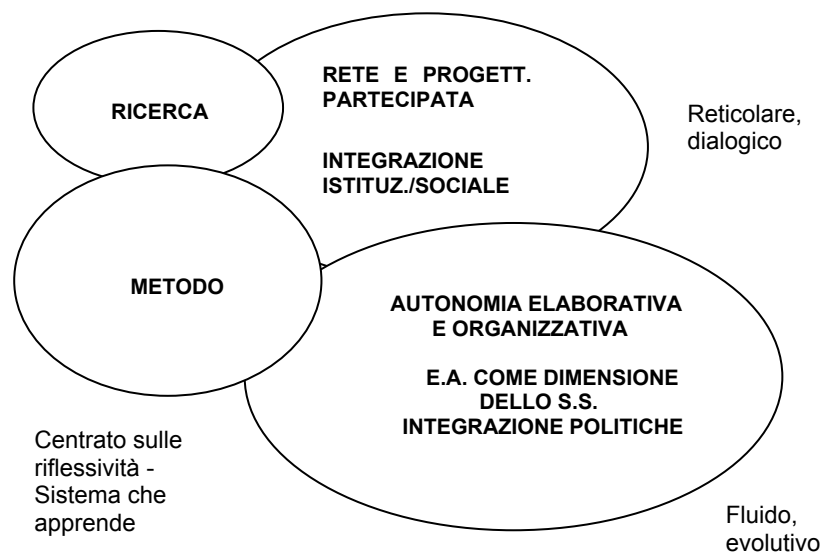 RICERCA
RETE E PROGETT.
PARTECIPATA
INTEGRAZIONE
ISTITUZ./SOCIALE
Reticolare,
dialogico
METODO
AUTONOMIA ELABORATIVA
E ORGANIZZATIVA
E.A. COME DIMENSIONE
DELLO S.S.
INTEGRAZIONE POLITICHE
Centrato sulle
riflessività -
Sistema che
apprende
Fluido,
evolutivo